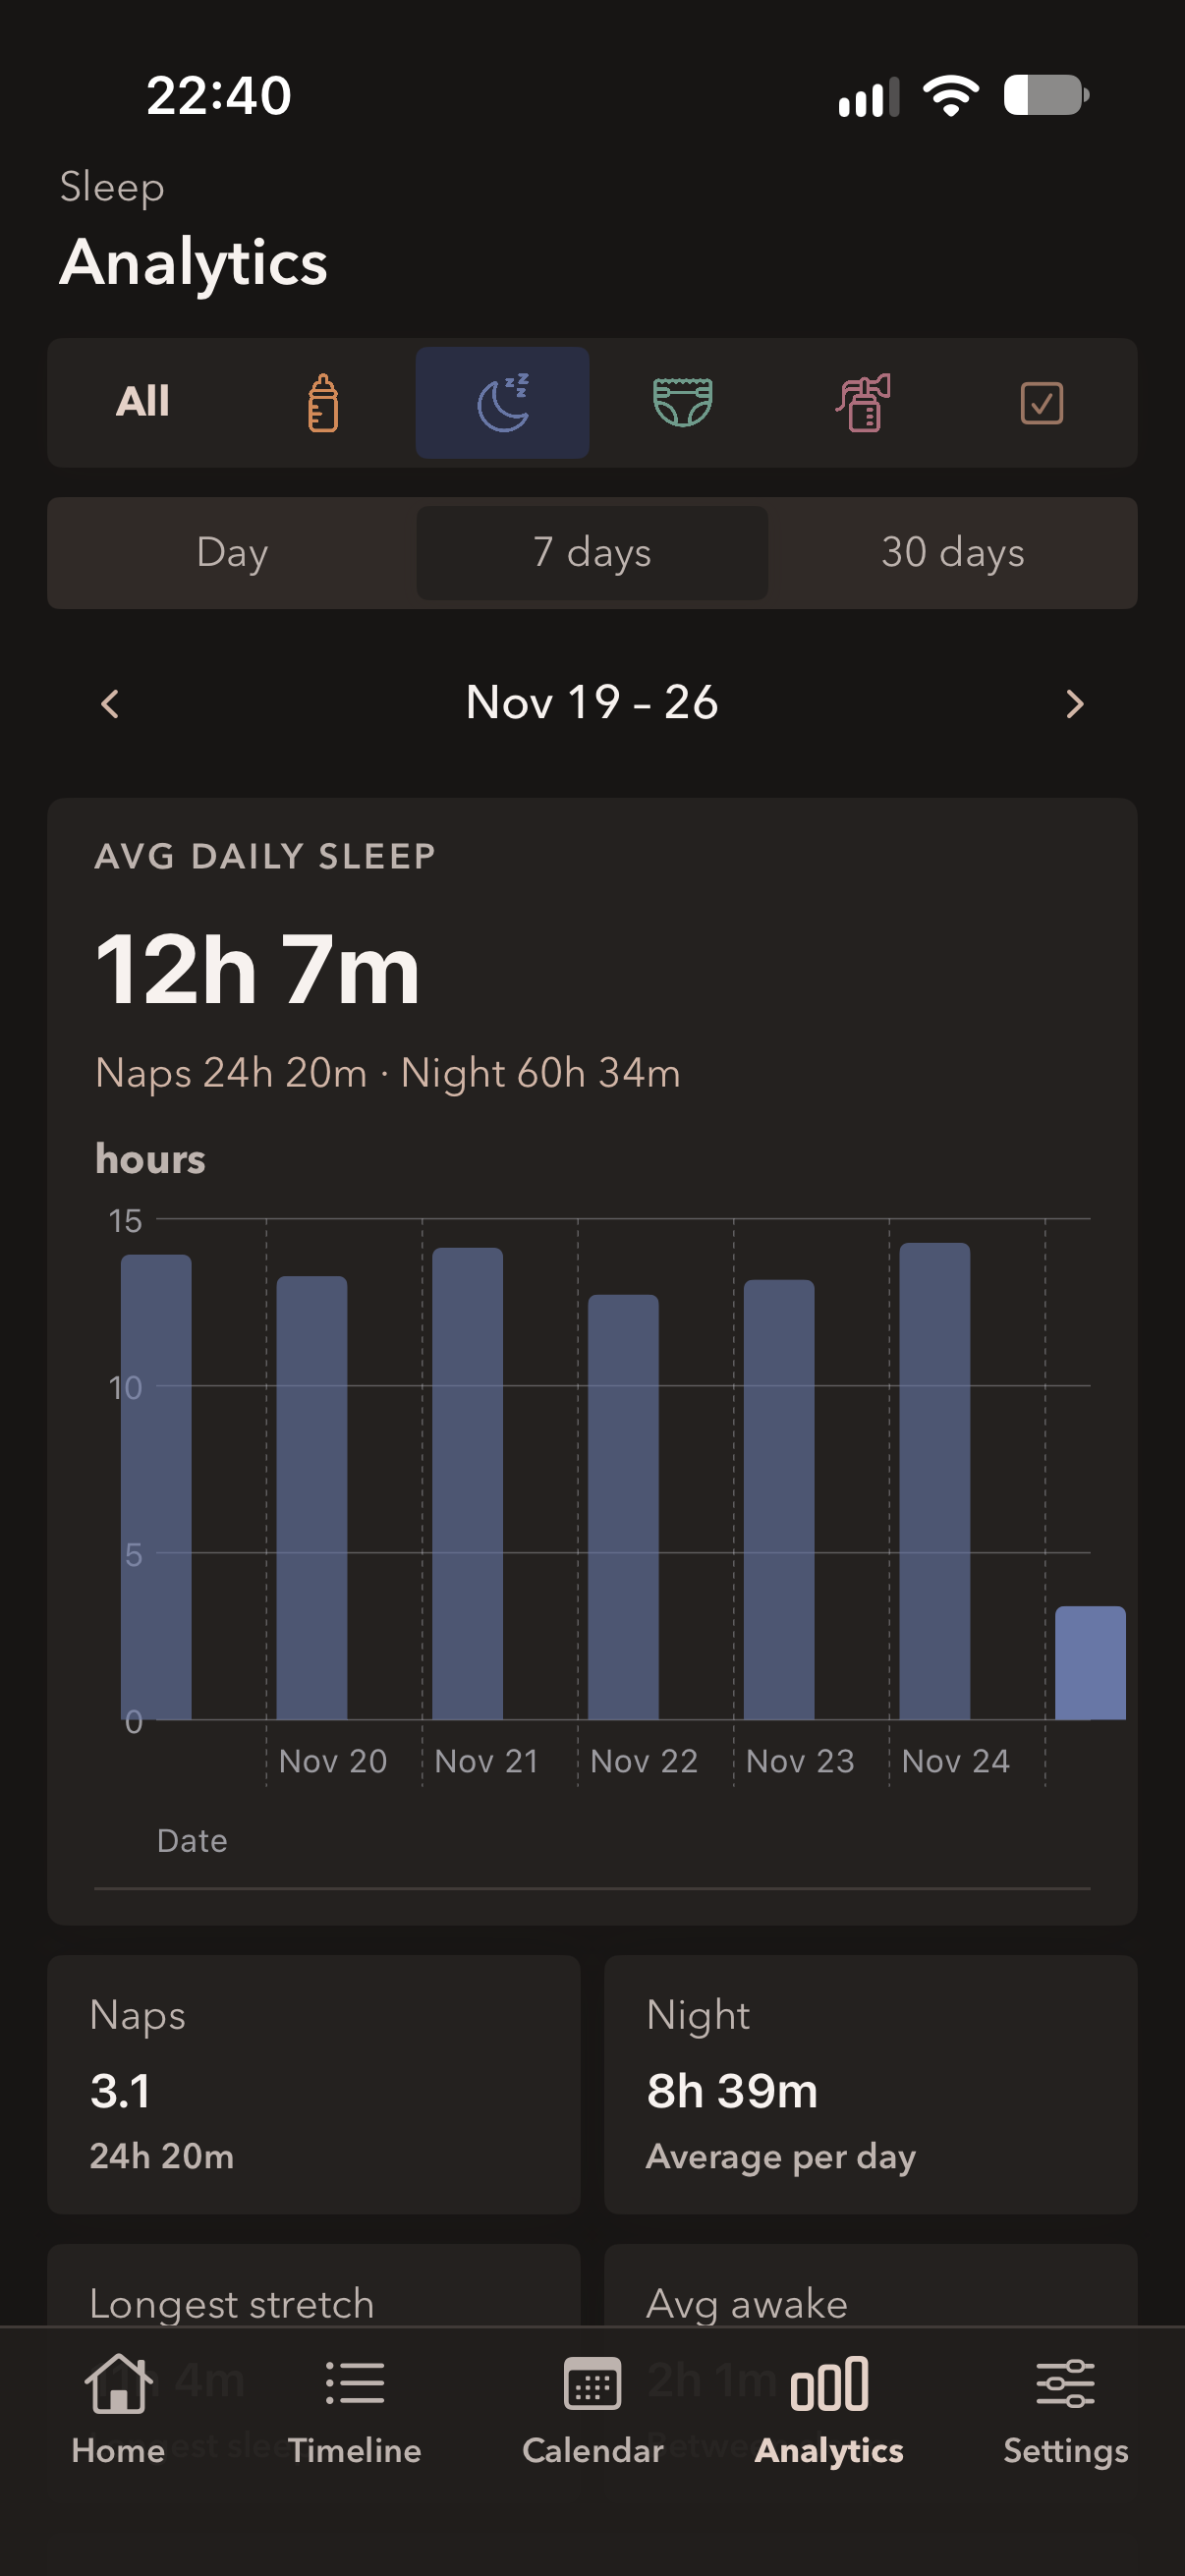 22:40
Sleep
Analytics
All
Day 7 days 30 days
Nov 19 – 26
AVG DAILY SLEEP
12h 7m
Naps 24h 20m · Night 60h 34m
hours
15
10
5
0
Nov 20 Nov 21 Nov 22 Nov 23 Nov 24
Date
Naps Night
3.1 8h 39m
24h 20m Average per day
Longest stretch Avg awake
4m 2h 1m
Home Timeline Calendar Analytics Settings